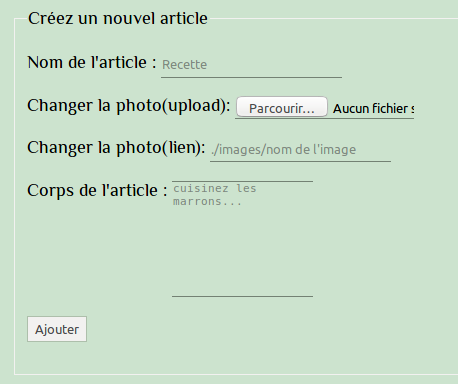 Créez un nouvel article
Nom de l'article : Recette
Changer la photo(upload): Parcourir... Aucun fichier s
Changer la photo(lien): ./images/nom de l'image
Corps de l'article : cuisinez les
marrons...
Ajouter